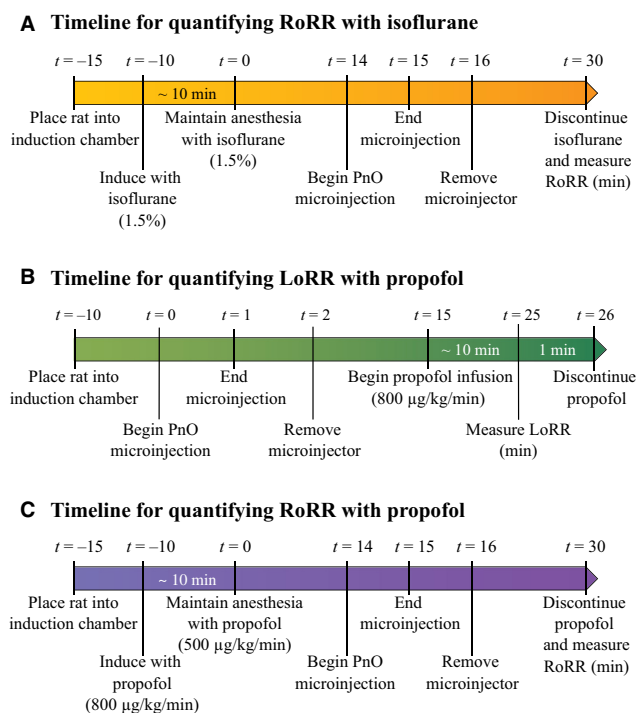 A Timeline for quantifying RoRR with isoflurane
t = –15 t = –10 t = 0 t = 14 t = 15 t = 16 t = 30
~ 10 min
Place rat into
induction chamber
Induce with
isoflurane
(1.5%)
Maintain anesthesia
with isoflurane
(1.5%)
Begin PnO
microinjection
End
microinjection
Remove
microinjector
Discontinue
isoflurane
and measure
RoRR (min)
B Timeline for quantifying LoRR with propofol
t = –10 t = 0 t = 1 t = 2 t = 15 t = 25 t = 26
~ 10 min 1 min
Place rat into
induction chamber
Begin PnO
microinjection
End
microinjection
Remove
microinjector
Begin propofol infusion
(800 µg/kg/min)
Measure LoRR
(min)
Discontinue
propofol
C Timeline for quantifying RoRR with propofol
t = –15 t = –10 t = 0 t = 14 t = 15 t = 16 t = 30
~ 10 min
Place rat into
induction chamber
Induce with
propofol
(800 µg/kg/min)
Maintain anesthesia
with propofol
(500 µg/kg/min)
Begin PnO
microinjection
End
microinjection
Remove
microinjector
Discontinue
propofol
and measure
RoRR (min)